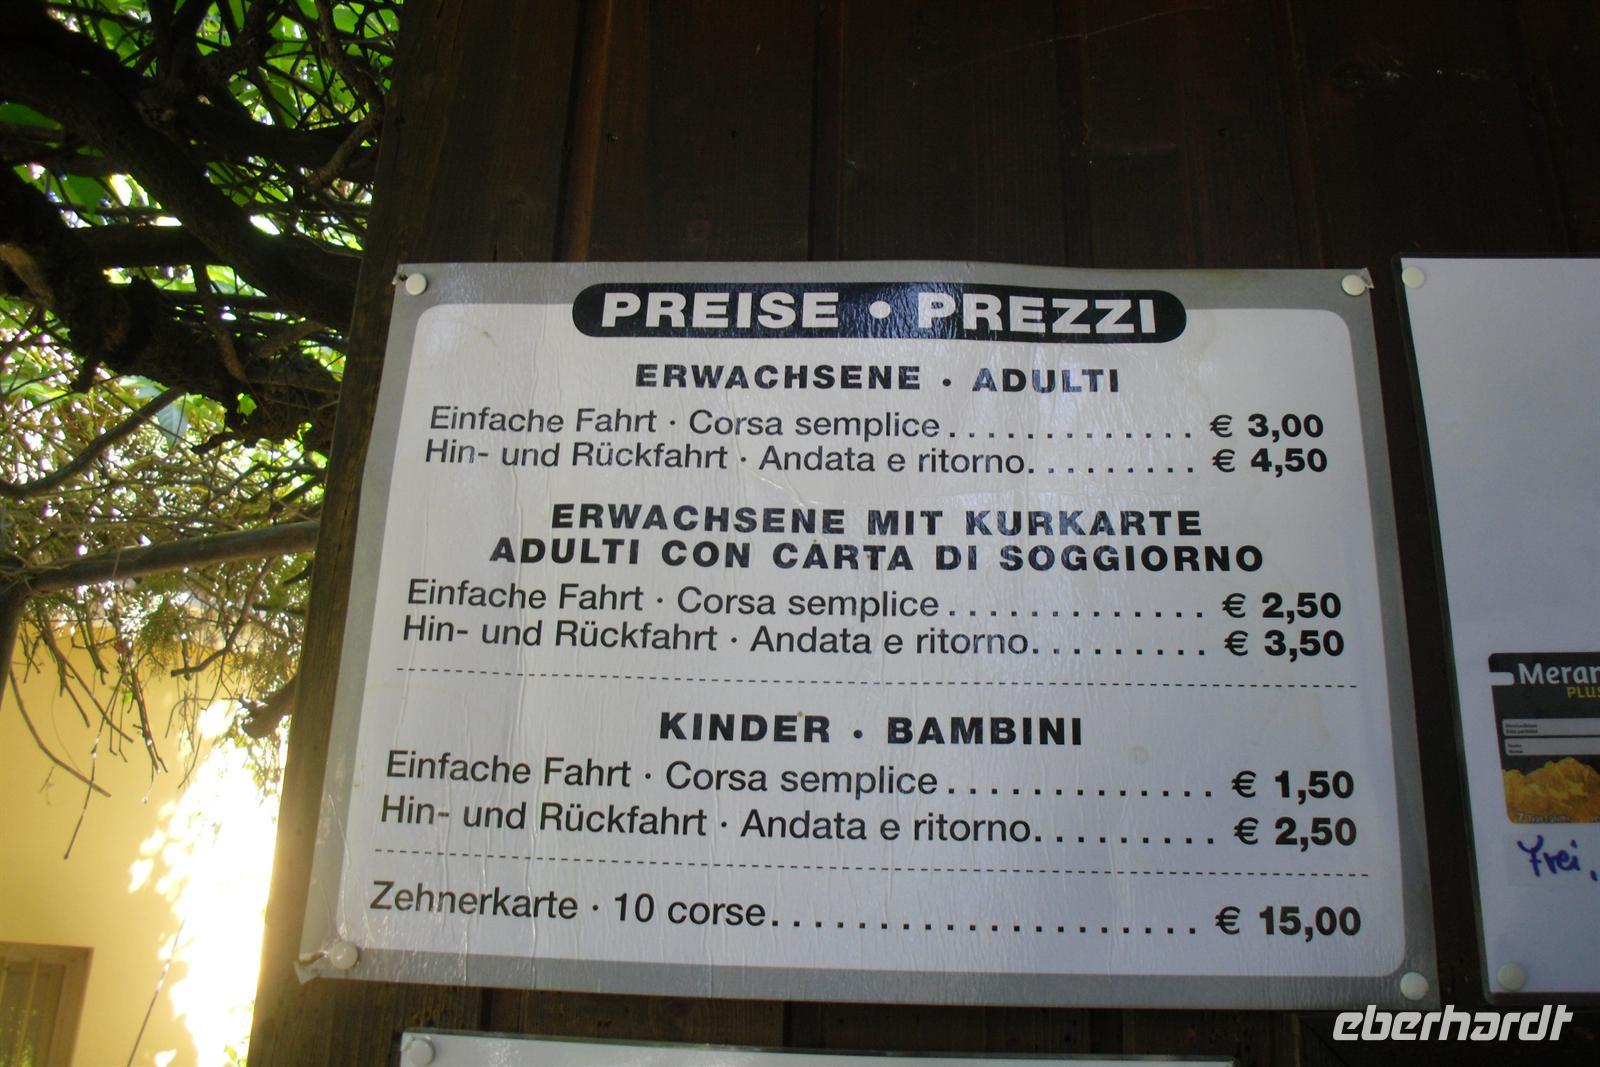 PREISE • PREZZI
ERWACHSENE • ADULTI
Einfache Fahrt · Corsa semplice............. € 3,00
Hin- und Rückfahrt · Andata e ritorno......... € 4,50
ERWACHSENE MIT KURKARTE
ADULTI CON CARTA DI SOGGIORNO
Einfache Fahrt · Corsa semplice............. € 2,50
Hin- und Rückfahrt · Andata e ritorno......... € 3,50
KINDER • BAMBINI
Einfache Fahrt · Corsa semplice............. € 1,50
Hin- und Rückfahrt · Andata e ritorno......... € 2,50
Zehnerkarte · 10 corse.................... € 15,00
Meran
PLUS
Frei,
eberhardt